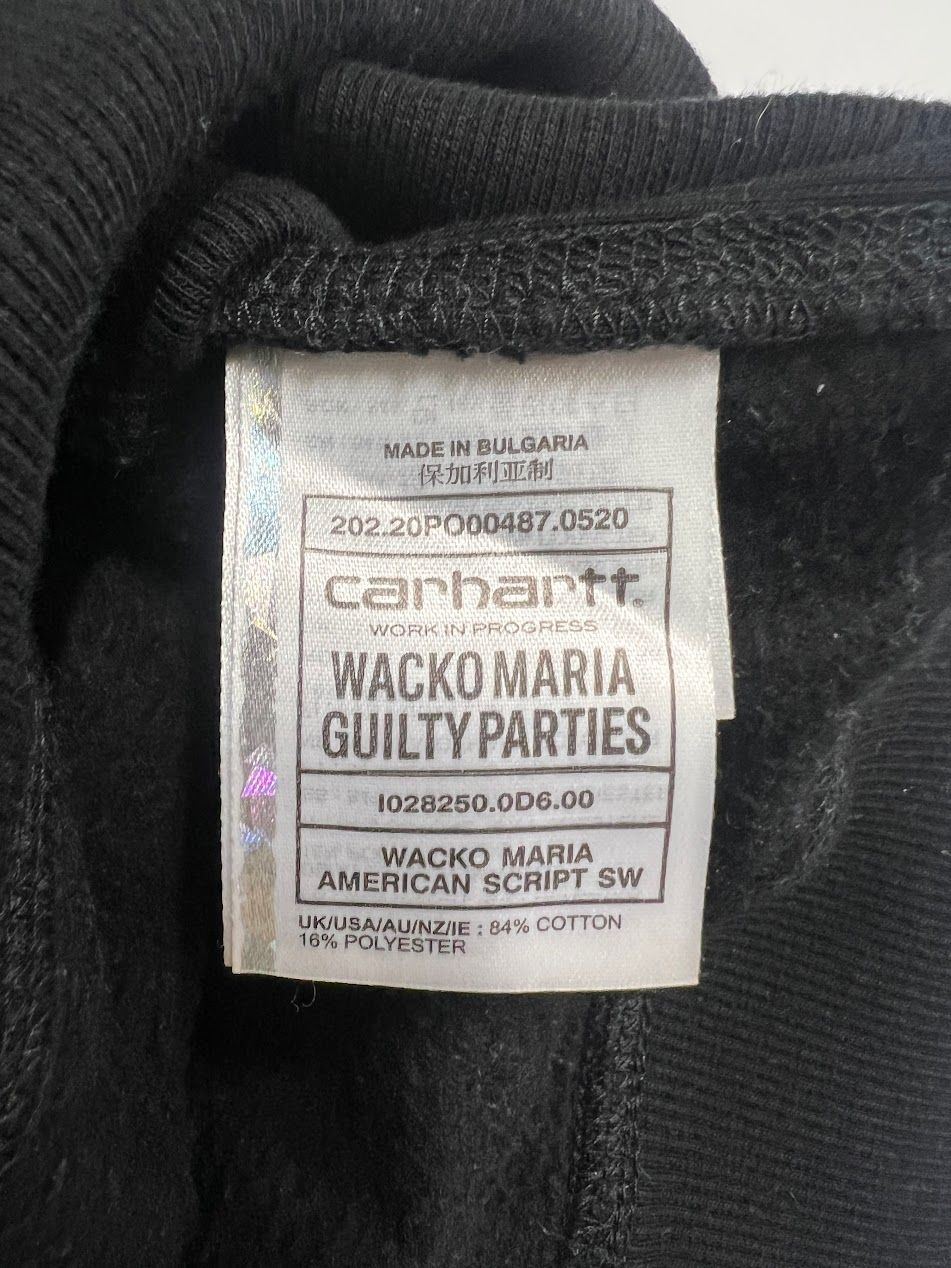 MADE IN BULGARIA
保加利亚制
202.20PO00487.0520
carhartt.
WORK IN PROGRESS
WACKO MARIA
GUILTY PARTIES
I028250.0D6.00
WACKO MARIA
AMERICAN SCRIPT SW
UK/USA/AU/NZ/IE : 84% COTTON
16% POLYESTER